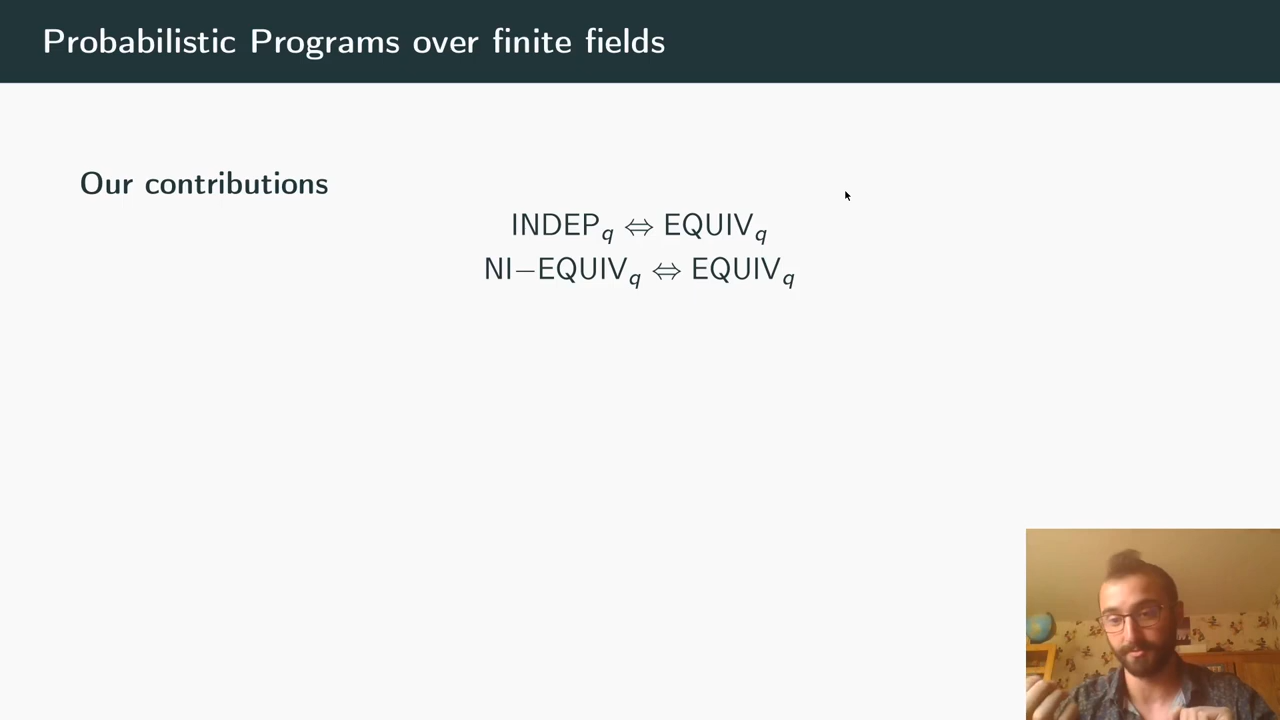 Probabilistic Programs over finite fields
Our contributions
INDEP_q ⇔ EQUIV_q
NI−EQUIV_q ⇔ EQUIV_q